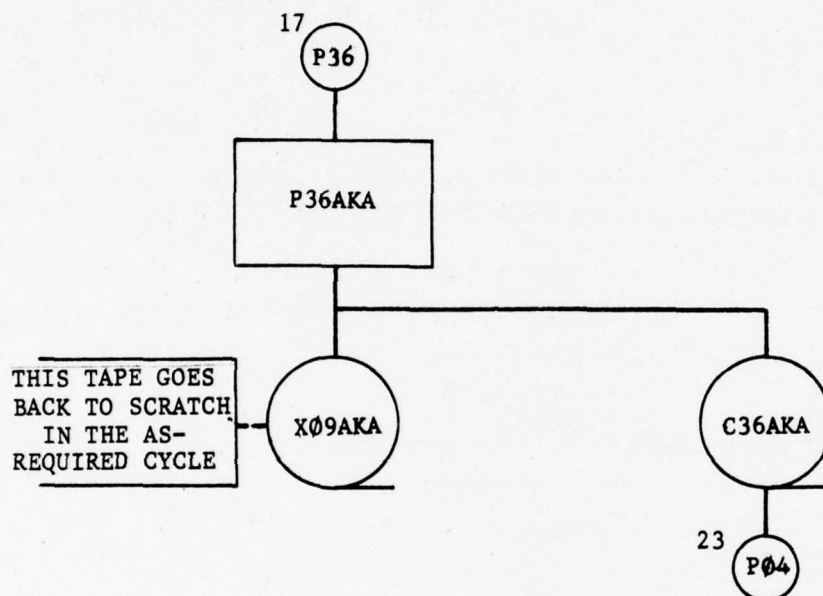 17
P36
P36AKA
THIS TAPE GOES
BACK TO SCRATCH
IN THE AS-
REQUIRED CYCLE
XØ9AKA
C36AKA
23
PØ4